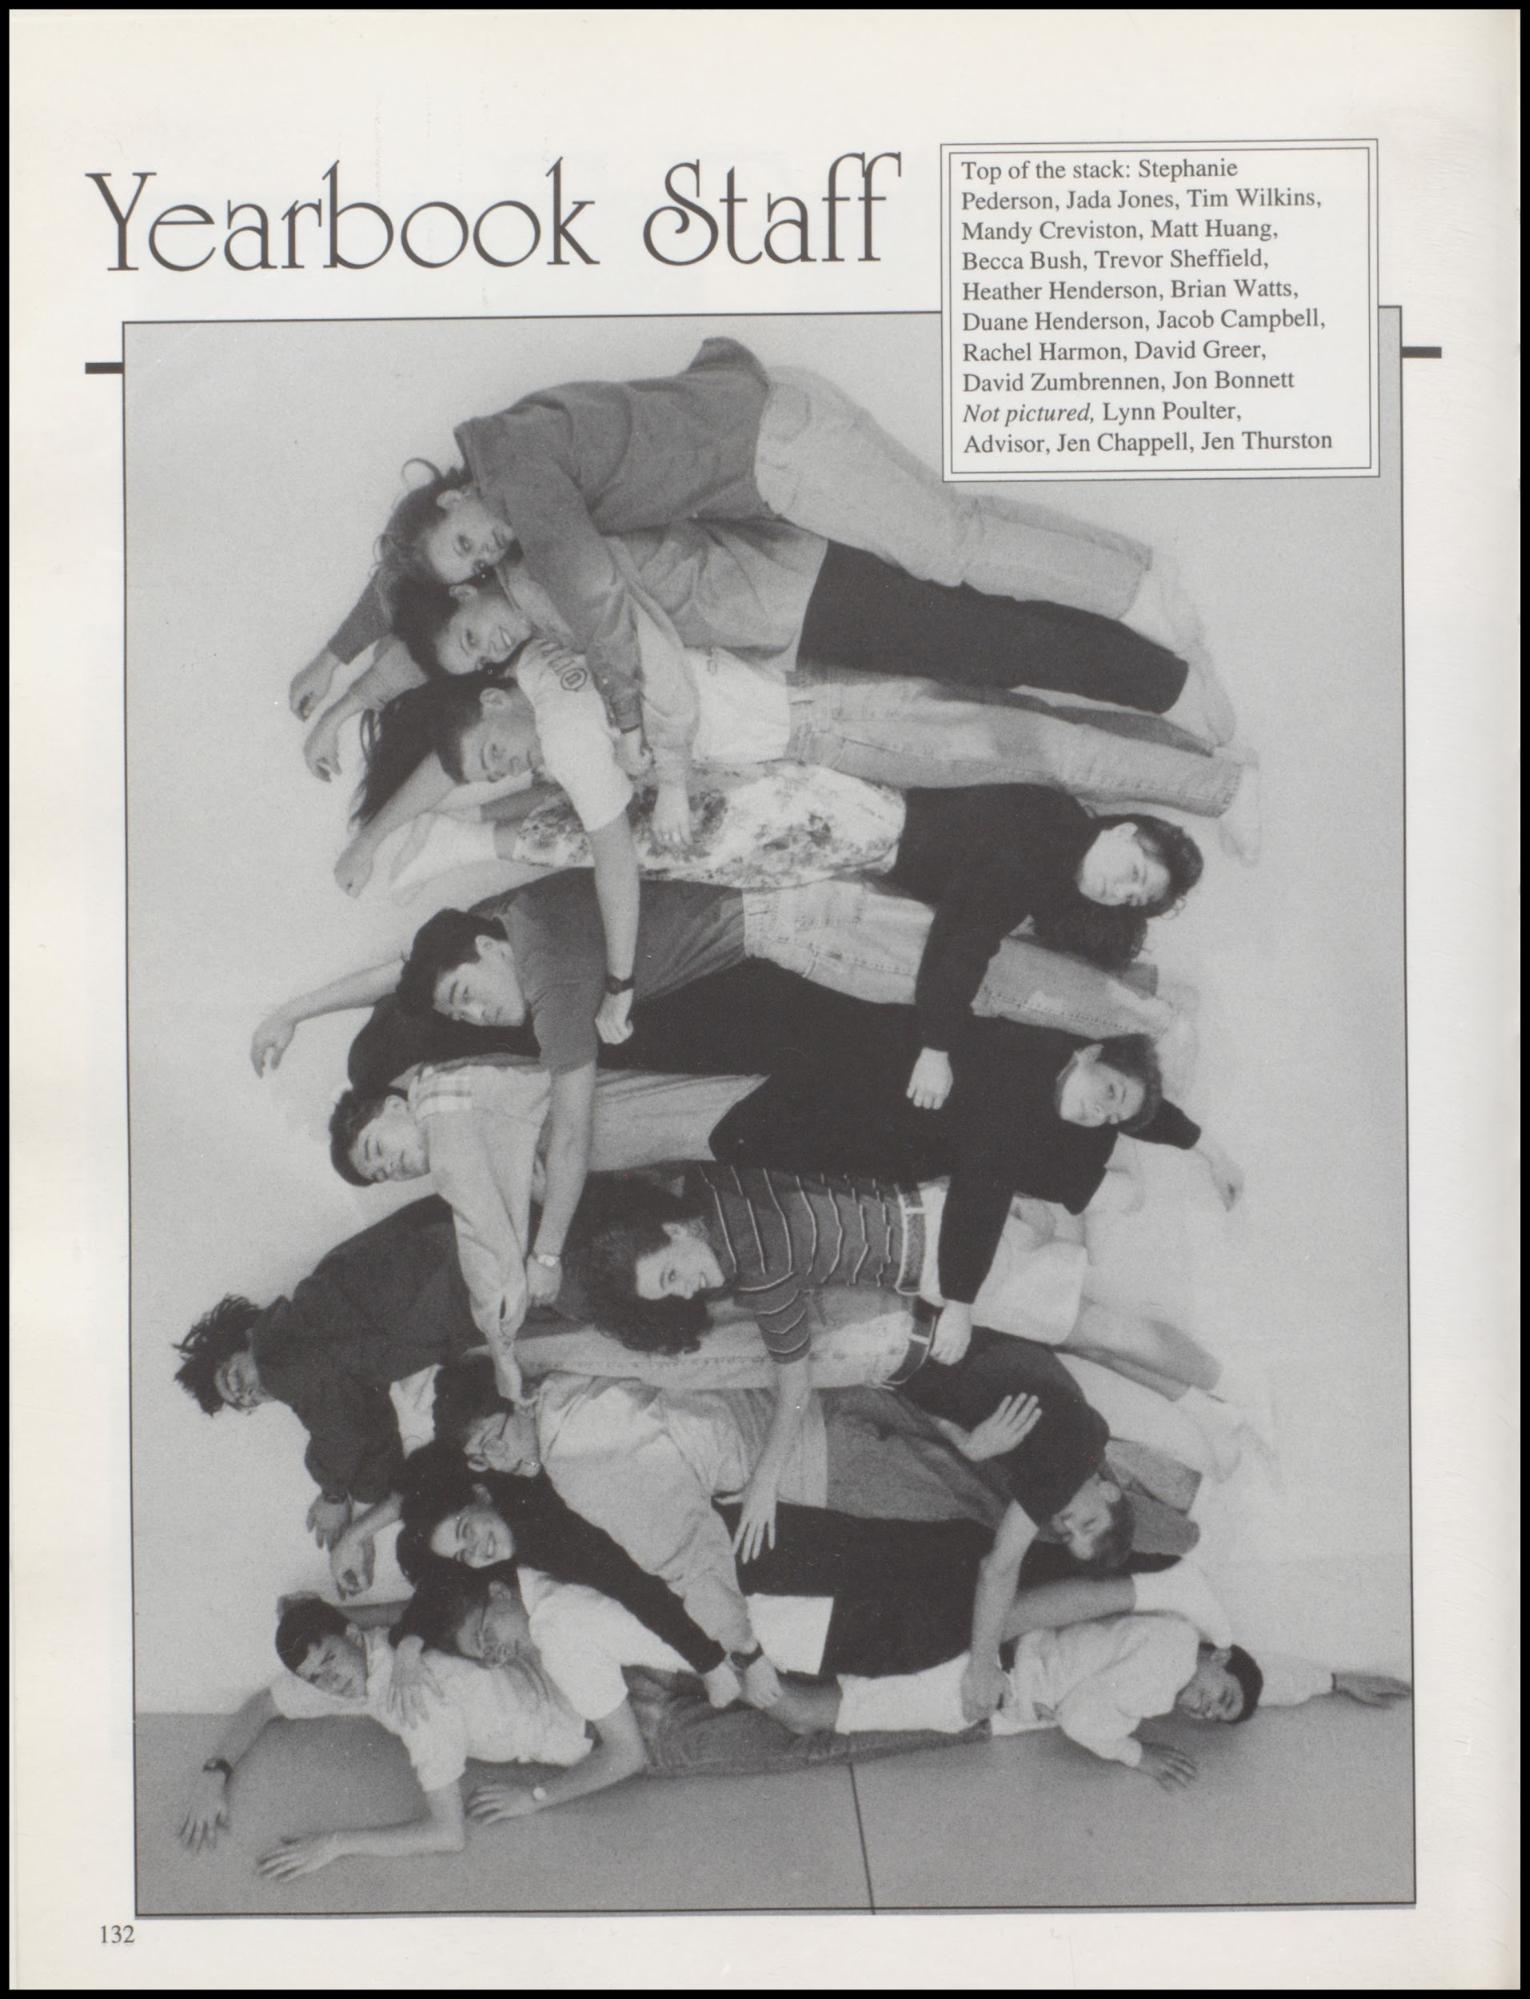 Yearbook Staff
Top of the stack: Stephanie
Pederson, Jada Jones, Tim Wilkins,
Mandy Creviston, Matt Huang,
Becca Bush, Trevor Sheffield,
Heather Henderson, Brian Watts,
Duane Henderson, Jacob Campbell,
Rachel Harmon, David Greer,
David Zumbrennen, Jon Bonnett
Not pictured, Lynn Poulter,
Advisor, Jen Chappell, Jen Thurston
132